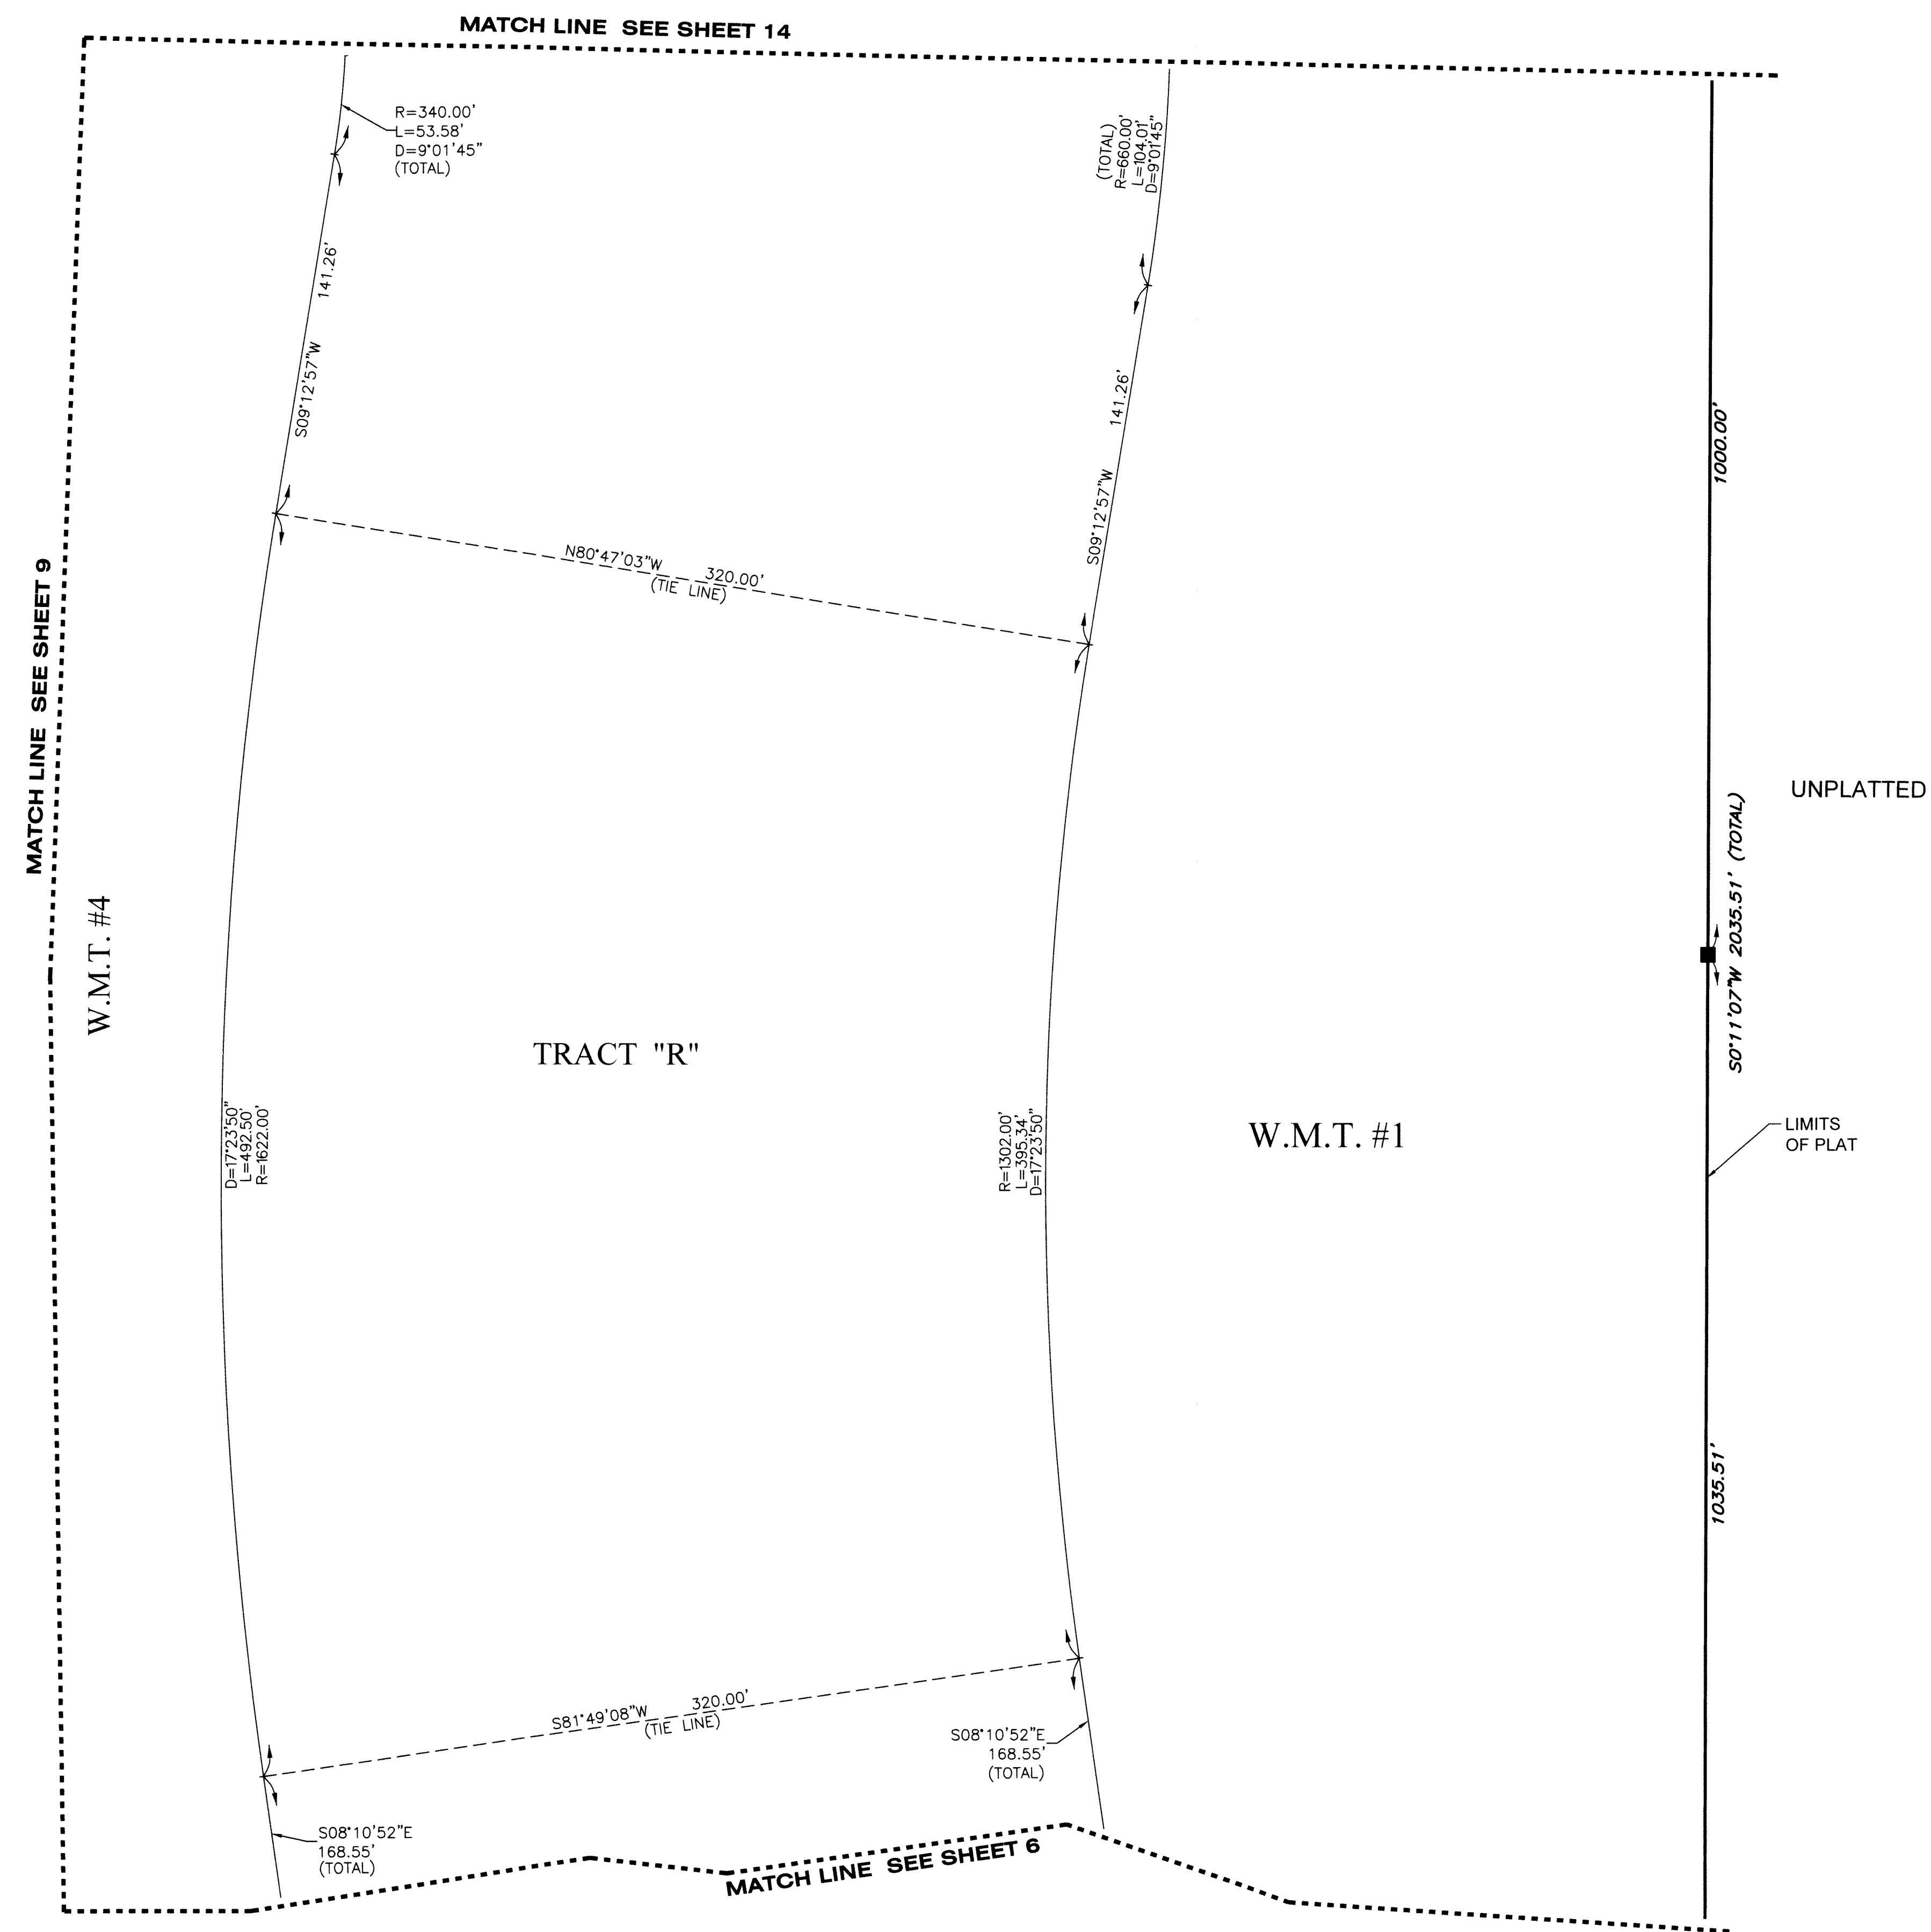 MATCH LINE SEE SHEET 14
R=340.00'
L=53.58'
D=9°01'45"
(TOTAL)
(TOTAL)
R=660.00'
L=104.01'
D=9°01'45"
S09°12'57"W 141.26'
S09°12'57"W 141.26'
1000.00'
N80°47'03"W 320.00'
(TIE LINE)
MATCH LINE SEE SHEET 9
UNPLATTED
S0°11'07"W 2035.51' (TOTAL)
W.M.T. #4
TRACT "R"
W.M.T. #1
LIMITS
OF PLAT
D=17°23'50"
L=492.50'
R=1622.00'
R=1302.00'
L=395.34'
D=17°23'50"
1035.51'
S81°49'08"W 320.00'
(TIE LINE)
S08°10'52"E
168.55'
(TOTAL)
S08°10'52"E
168.55'
(TOTAL)
MATCH LINE SEE SHEET 6